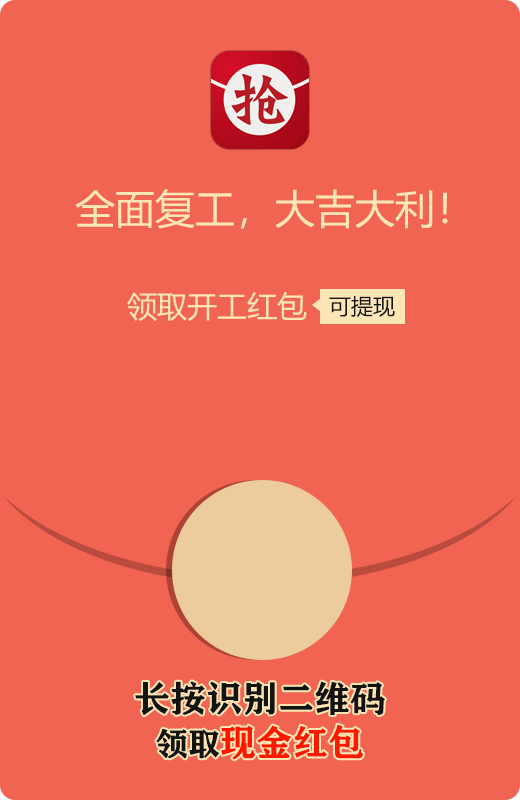 抢
全面复工，大吉大利！
领取开工红包 可提现
长按识别二维码
领取现金红包